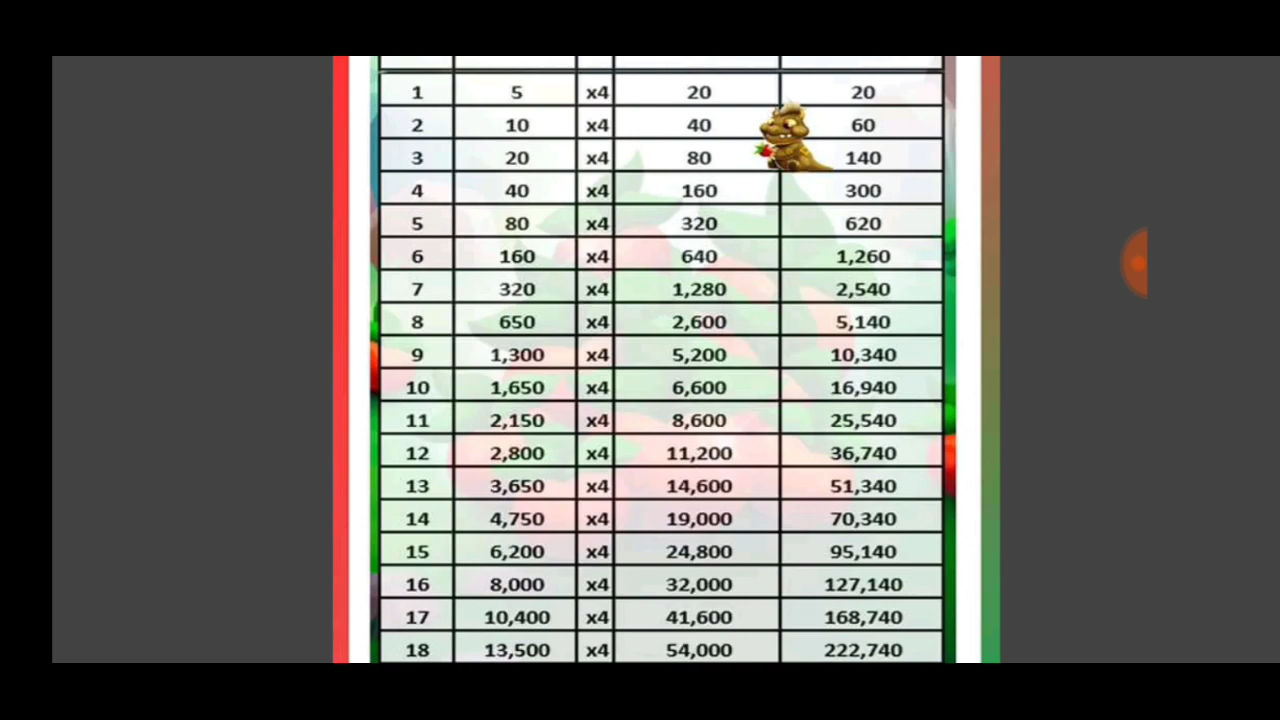 1 5 x4 20 20
2 10 x4 40 60
3 20 x4 80 140
4 40 x4 160 300
5 80 x4 320 620
6 160 x4 640 1,260
7 320 x4 1,280 2,540
8 650 x4 2,600 5,140
9 1,300 x4 5,200 10,340
10 1,650 x4 6,600 16,940
11 2,150 x4 8,600 25,540
12 2,800 x4 11,200 36,740
13 3,650 x4 14,600 51,340
14 4,750 x4 19,000 70,340
15 6,200 x4 24,800 95,140
16 8,000 x4 32,000 127,140
17 10,400 x4 41,600 168,740
18 13,500 x4 54,000 222,740